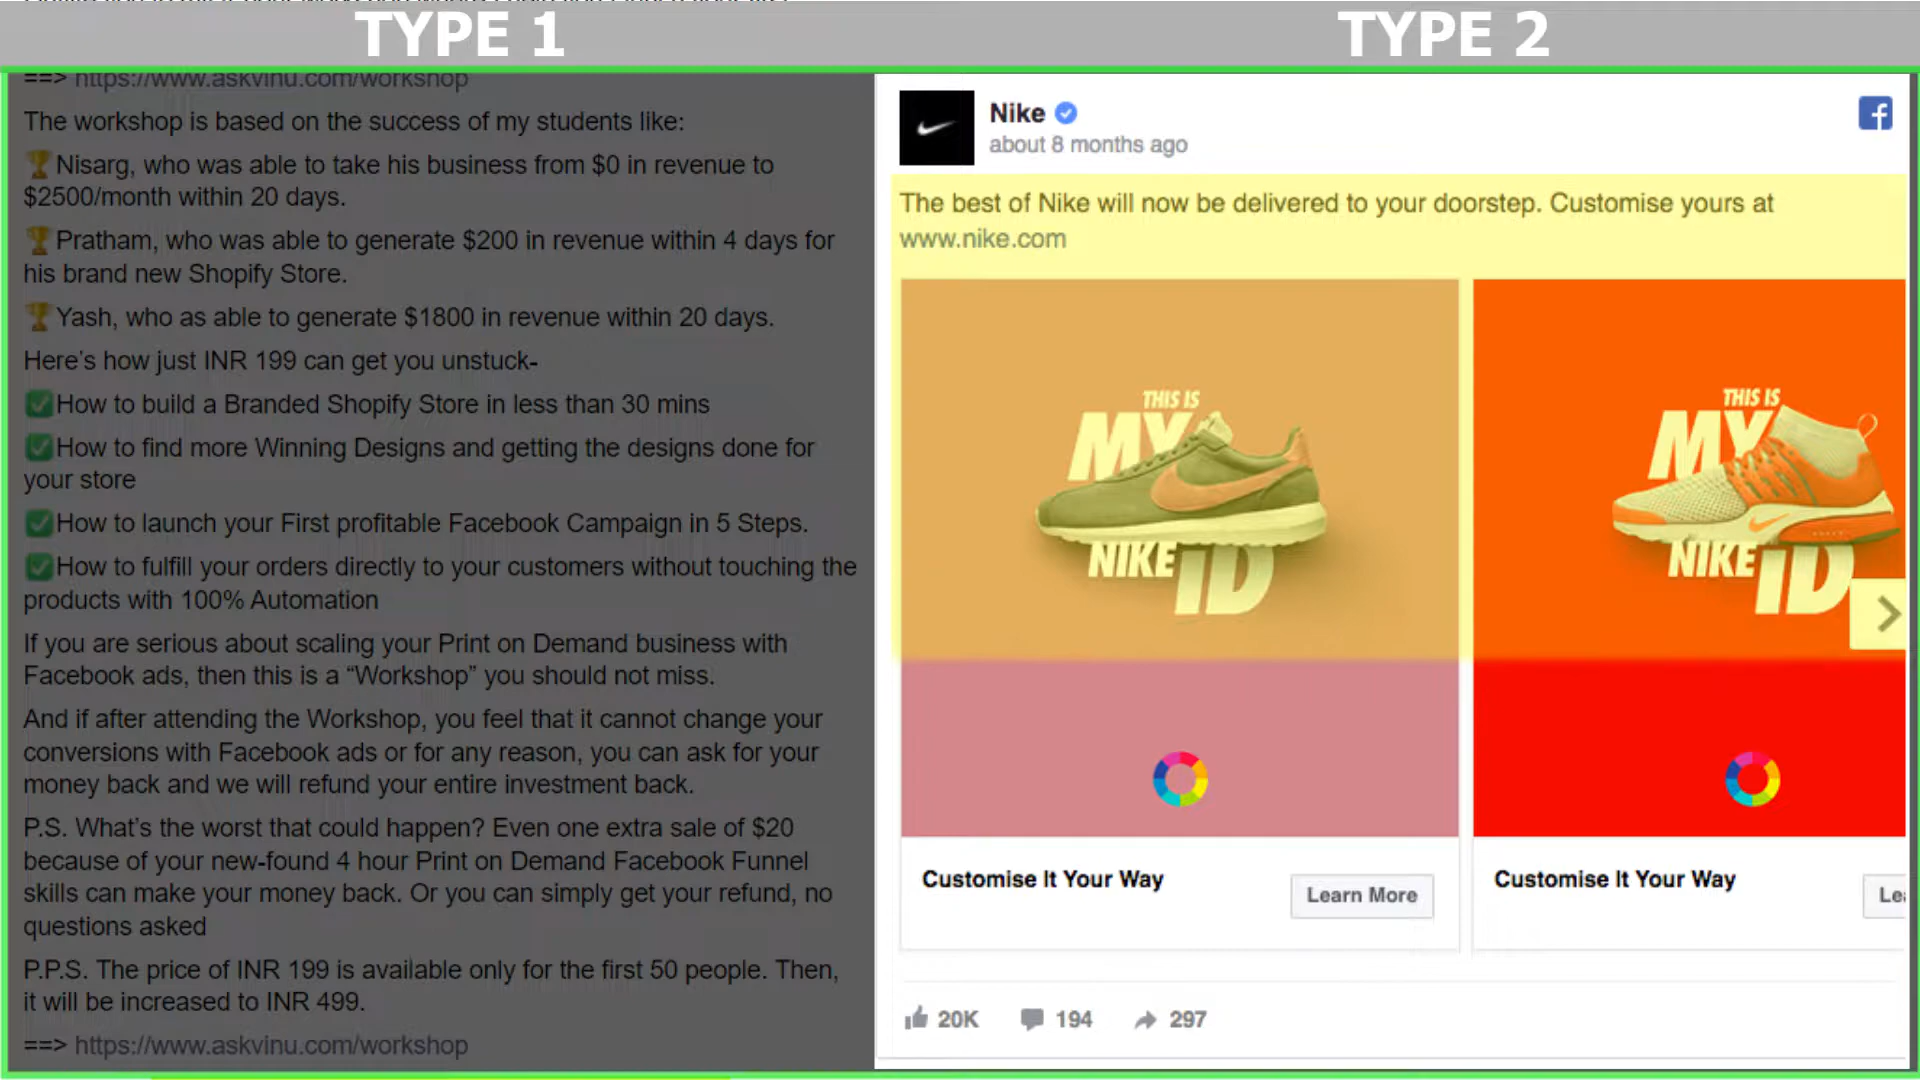 TYPE 1
TYPE 2
==> https://www.askvinu.com/workshop
The workshop is based on the success of my students like:
🏆Nisarg, who was able to take his business from $0 in revenue to
$2500/month within 20 days.
🏆Pratham, who was able to generate $200 in revenue within 4 days for
his brand new Shopify Store.
🏆Yash, who as able to generate $1800 in revenue within 20 days.
Here's how just INR 199 can get you unstuck-
✅How to build a Branded Shopify Store in less than 30 mins
✅How to find more Winning Designs and getting the designs done for
your store
✅How to launch your First profitable Facebook Campaign in 5 Steps.
✅How to fulfill your orders directly to your customers without touching the
products with 100% Automation
If you are serious about scaling your Print on Demand business with
Facebook ads, then this is a “Workshop” you should not miss.
And if after attending the Workshop, you feel that it cannot change your
conversions with Facebook ads or for any reason, you can ask for your
money back and we will refund your entire investment back.
P.S. What's the worst that could happen? Even one extra sale of $20
because of your new-found 4 hour Print on Demand Facebook Funnel
skills can make your money back. Or you can simply get your refund, no
questions asked
P.P.S. The price of INR 199 is available only for the first 50 people. Then,
it will be increased to INR 499.
==> https://www.askvinu.com/workshop
Nike
about 8 months ago
The best of Nike will now be delivered to your doorstep. Customise yours at
www.nike.com
THIS IS
MY
NIKE ID
THIS IS
MY
NIKE ID
Customise It Your Way
Learn More
Customise It Your Way
Le
20K
194
297